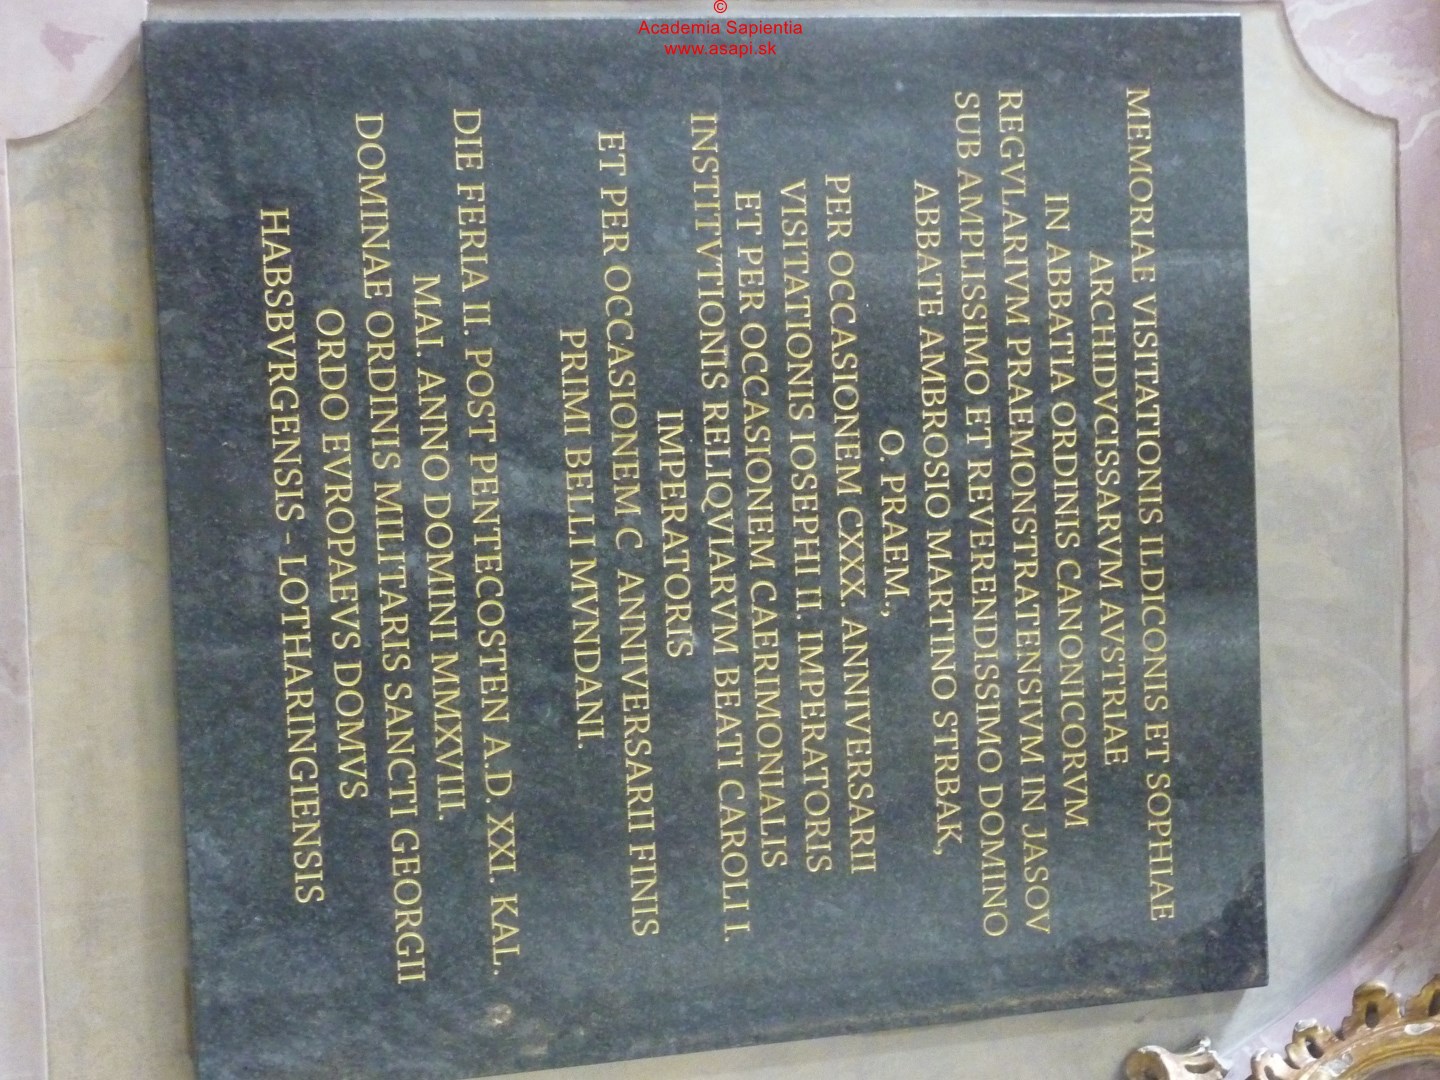 ©
Academia Sapientia
www.asapi.sk
MEMORIAE VISITATIONIS ILDICONIS ET SOPHIAE
ARCHIDVCISSARVM AVSTRIAE
IN ABBATIA ORDINIS CANONICORVM
REGVLARIVM PRAEMONSTRATENSIVM IN JASOV
SUB AMPLISSIMO ET REVERENDISSIMO DOMINO
ABBATE AMBROSIO MARTINO STRBAK,
O. PRAEM.,
PER OCCASIONEM CXXX. ANNIVERSARII
VISITATIONIS IOSEPHI II. IMPERATORIS
ET PER OCCASIONEM CAERIMONIALIS
INSTITVTIONIS RELIQVIARVM BEATI CAROLI I.
IMPERATORIS
ET PER OCCASIONEM C ANNIVERSARII FINIS
PRIMI BELLI MVNDANI.
DIE FERIA II. POST PENTECOSTEN A.D. XXI. KAL.
MAI. ANNO DOMINI MMXVIII.
DOMINAE ORDINIS MILITARIS SANCTI GEORGII
ORDO EVROPAEVS DOMVS
HABSBVRGENSIS - LOTHARINGIENSIS